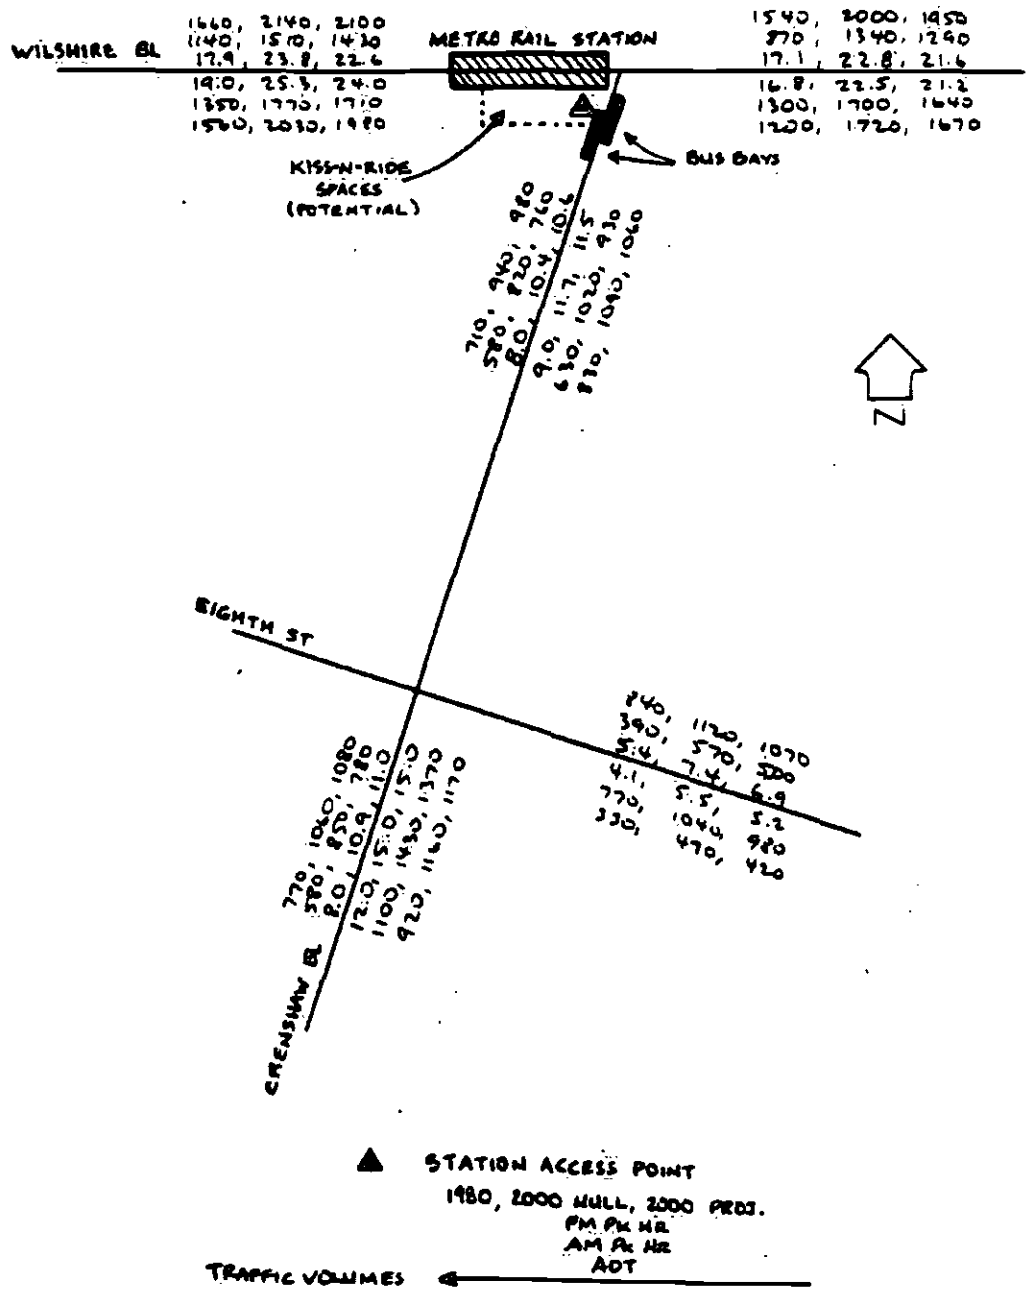 1660, 2140, 2100
1140, 1510, 1430
17.9, 23.8, 22.6
WILSHIRE BL
19.0, 25.3, 24.0
1350, 1770, 1710
1560, 2030, 1980
METRO RAIL STATION
1540, 2000, 1950
870, 1340, 1290
17.1, 22.8, 21.6
16.8, 22.5, 21.2
1300, 1700, 1640
1200, 1720, 1670
KISS-N-RIDE
SPACES
(POTENTIAL)
BUS BAYS
710, 940, 980
580, 820, 760
8.0, 10.4, 10.6
9.0, 11.7, 11.5
630, 1020, 930
830, 1090, 1060
N
EIGHTH ST
840, 1120, 1070
390, 570, 500
5.4, 7.4, 6.9
4.1, 5.5, 5.2
770, 1040, 980
330, 470, 420
770, 1060, 1080
580, 850, 780
8.0, 10.9, 11.0
12.0, 15.0, 15.0
1100, 1430, 1370
920, 1160, 1170
CRENSHAW BL
STATION ACCESS POINT
1980, 2000 NULL, 2000 PROJ.
PM PK HR
AM PK HR
ADT
TRAFFIC VOLUMES